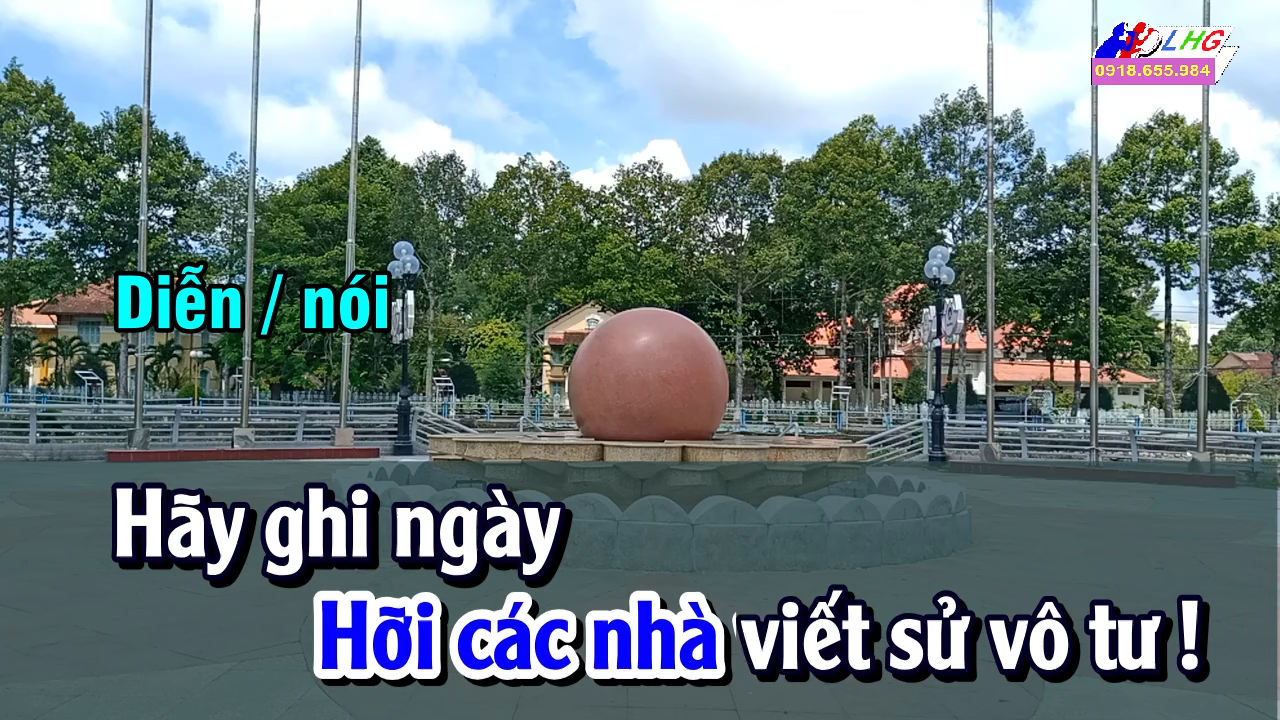 LHG
0918.655.984
Diễn / nói
Hãy ghi ngày
Hỡi các nhà viết sử vô tư !